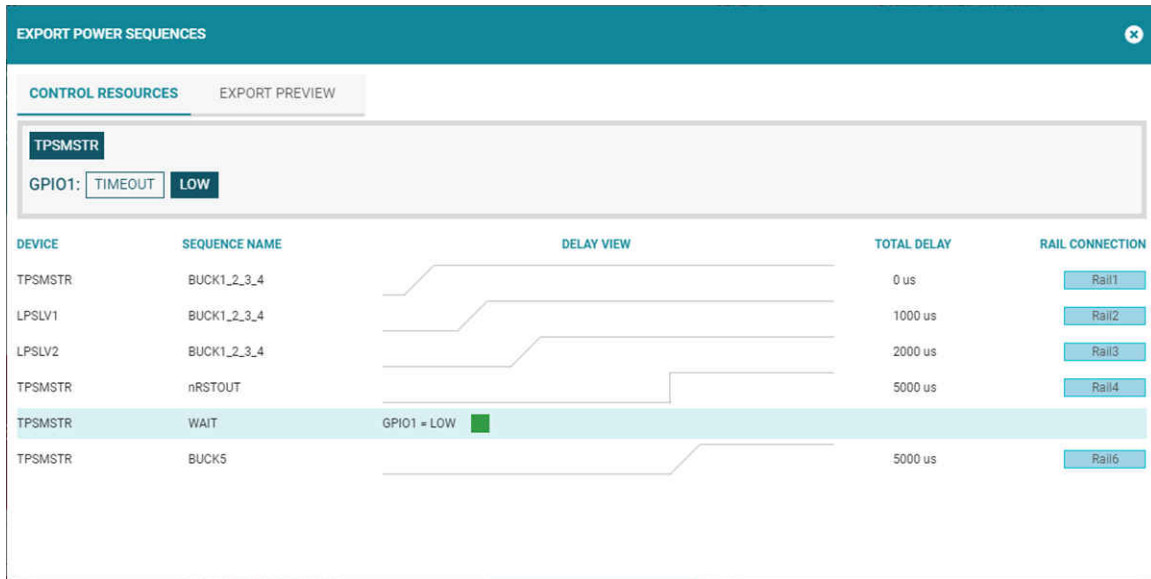 EXPORT POWER SEQUENCES
CONTROL RESOURCES EXPORT PREVIEW
TPSMSTR
GPIO1: TIMEOUT LOW
DEVICE SEQUENCE NAME DELAY VIEW TOTAL DELAY RAIL CONNECTION
TPSMSTR BUCK1_2_3_4 0 us Rail1
LPSLV1 BUCK1_2_3_4 1000 us Rail2
LPSLV2 BUCK1_2_3_4 2000 us Rail3
TPSMSTR nRSTOUT 5000 us Rail4
TPSMSTR WAIT GPIO1 = LOW
TPSMSTR BUCK5 5000 us Rail6